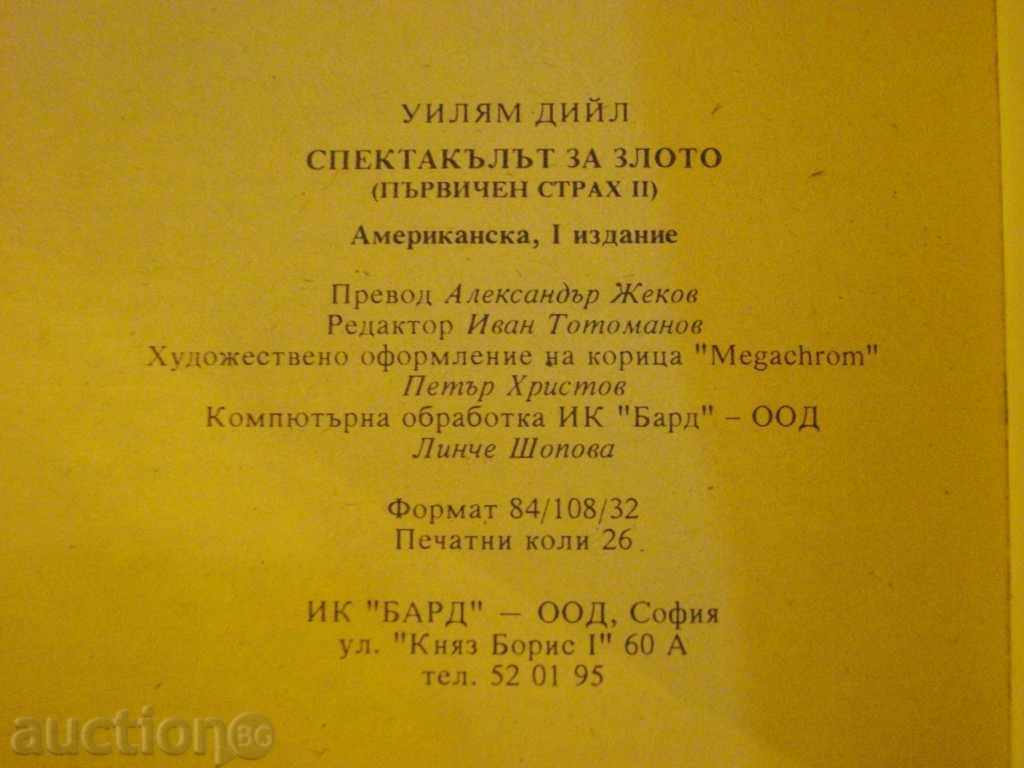 УИЛЯМ ДИЙЛ
СПЕКТАКЪЛЪТ ЗА ЗЛОТО
(ПЪРВИЧЕН СТРАХ II)
Американска, I издание
Превод Александър Жеков
Редактор Иван Тотоманов
Художествено оформление на корица "Megachrom"
Петър Христов
Компютърна обработка ИК "Бард" – ООД
Линче Шопова
Формат 84/108/32
Печатни коли 26
ИК "БАРД" – ООД, София
ул. "Княз Борис I" 60 А
тел. 52 01 95
auction BG